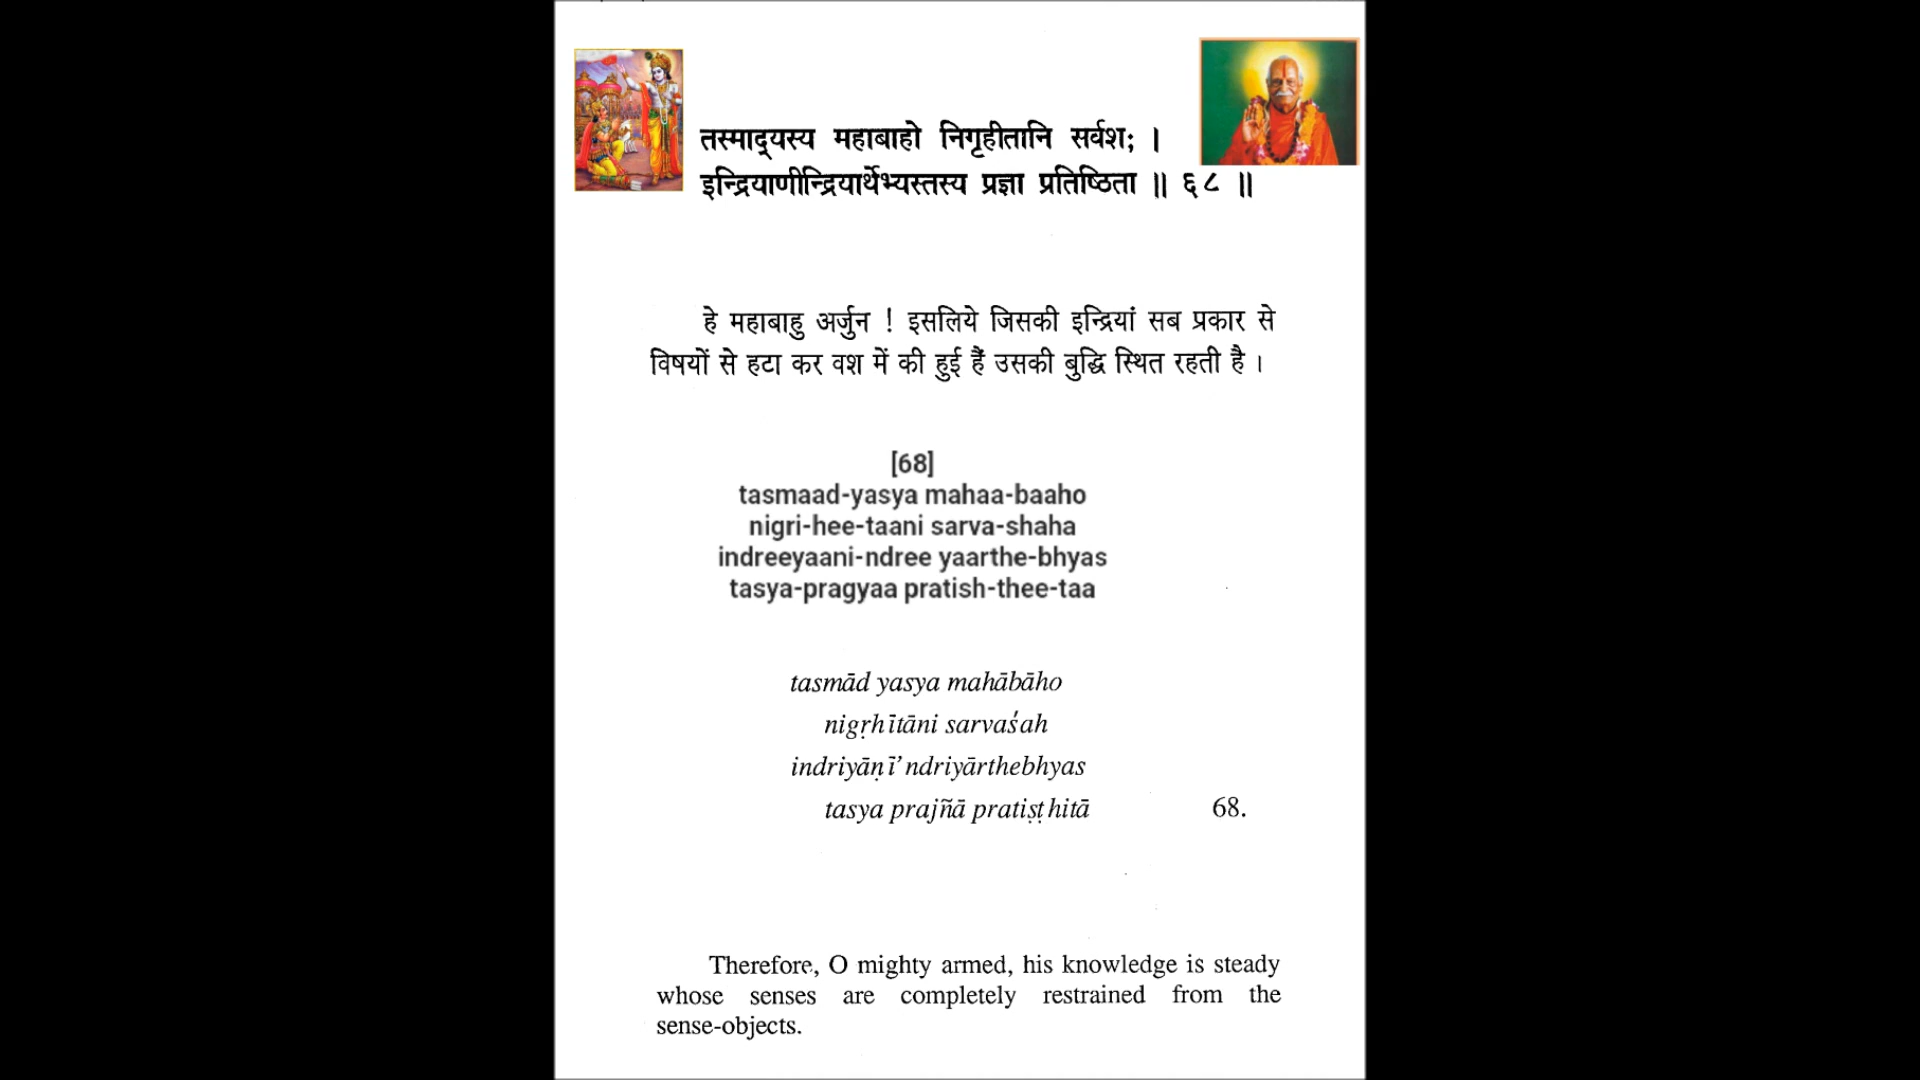 तस्माद्यस्य महाबाहो निगृहीतानि सर्वश; ।
इन्द्रियाणीन्द्रियार्थेभ्यस्तस्य प्रज्ञा प्रतिष्ठिता ॥ ६८ ॥
हे महाबाहु अर्जुन ! इसलिये जिसकी इन्द्रियां सब प्रकार से
विषयों से हटा कर वश में की हुई हैं उसकी बुद्धि स्थित रहती है ।
[68]
tasmaad-yasya mahaa-baaho
nigri-hee-taani sarva-shaha
indreeyaani-ndree yaarthe-bhyas
tasya-pragyaa pratish-thee-taa
tasmād yasya mahābāho
nigṛhītāni sarvaśah
indriyāṇī’ndriyārthebhyas
tasya prajñā pratiṣṭhitā 68.
Therefore, O mighty armed, his knowledge is steady
whose senses are completely restrained from the
sense-objects.